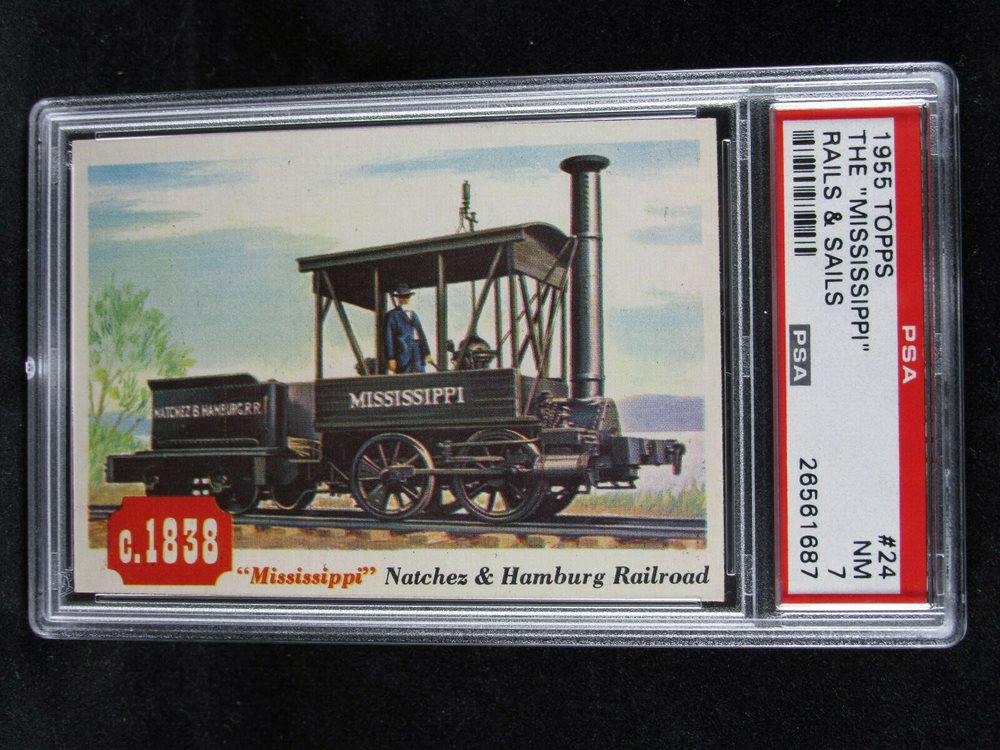 MISSISSIPPI
NATCHEZ & HAMBURG R.R.
c.1838
"Mississippi" Natchez & Hamburg Railroad
PSA
1955 TOPPS #24
THE "MISSISSIPPI" NM 7
RAILS & SAILS
PSA 26561687